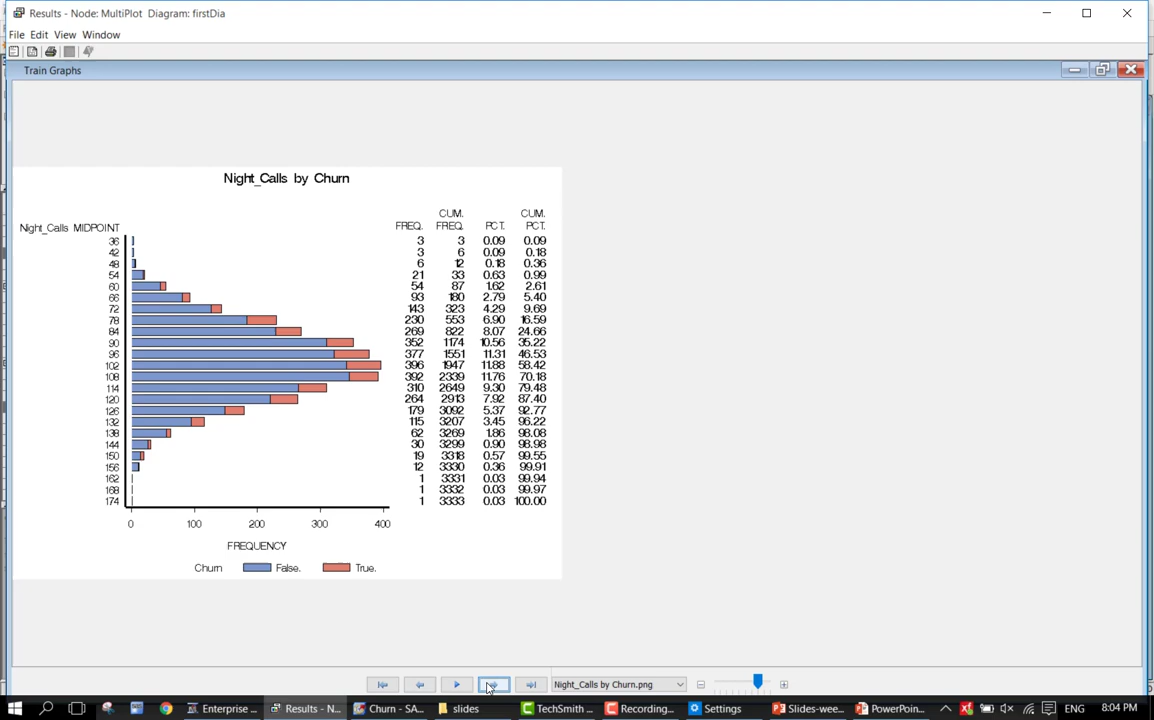 Results - Node: MultiPlot  Diagram: firstDia
File Edit View Window
Train Graphs
Night_Calls by Churn
Night_Calls MIDPOINT FREQ. CUM. FREQ. PCT. CUM. PCT.
36 3 3 0.09 0.09
42 3 6 0.09 0.18
48 6 12 0.18 0.36
54 21 33 0.63 0.99
60 54 87 1.62 2.61
66 93 180 2.79 5.40
72 143 323 4.29 9.69
78 230 553 6.90 16.59
84 269 822 8.07 24.66
90 352 1174 10.56 35.22
96 377 1551 11.31 46.53
102 396 1947 11.88 58.42
108 392 2339 11.76 70.18
114 310 2649 9.30 79.48
120 264 2913 7.92 87.40
126 179 3092 5.37 92.77
132 115 3207 3.45 96.22
138 62 3269 1.86 98.08
144 30 3299 0.90 98.98
150 19 3318 0.57 99.55
156 12 3330 0.36 99.91
162 1 3331 0.03 99.94
168 1 3332 0.03 99.97
174 1 3333 0.03 100.00
0 100 200 300 400
FREQUENCY
Churn False. True.
Night_Calls by Churn.png
Enterprise ... Results - N... Churn - SA... slides TechSmith ... Recording... Settings Slides-wee... PowerPoin... ENG 8:04 PM